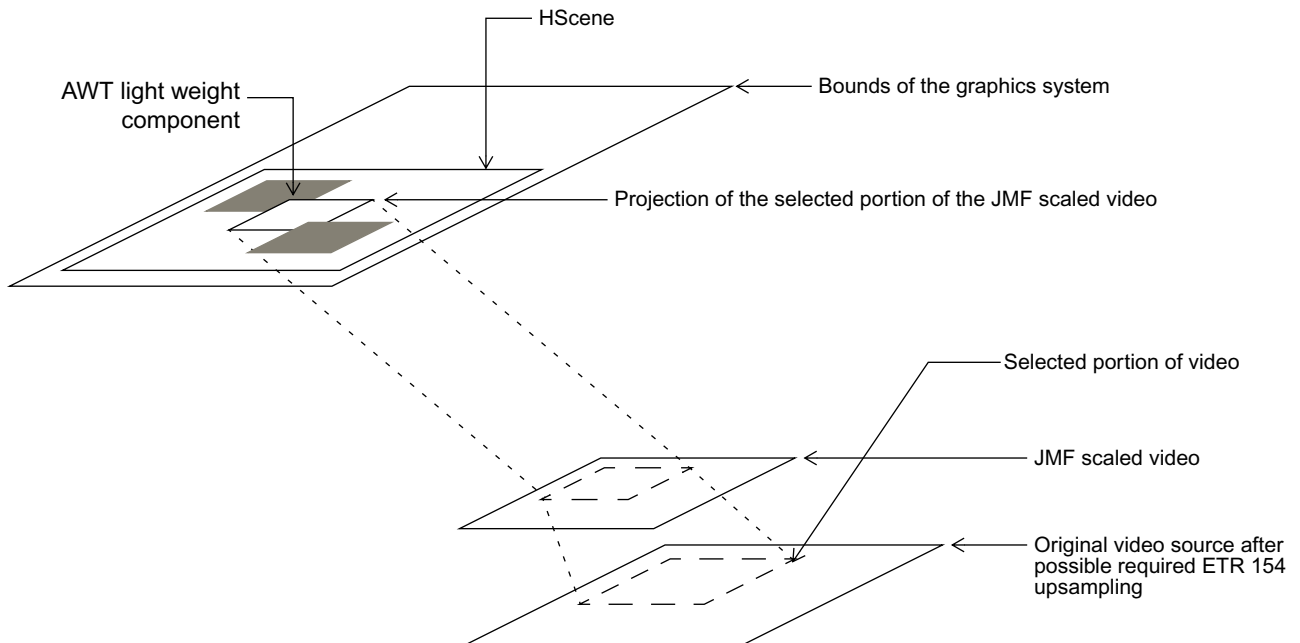 HScene
AWT light weight
component
Bounds of the graphics system
Projection of the selected portion of the JMF scaled video
Selected portion of video
JMF scaled video
Original video source after
possible required ETR 154
upsampling